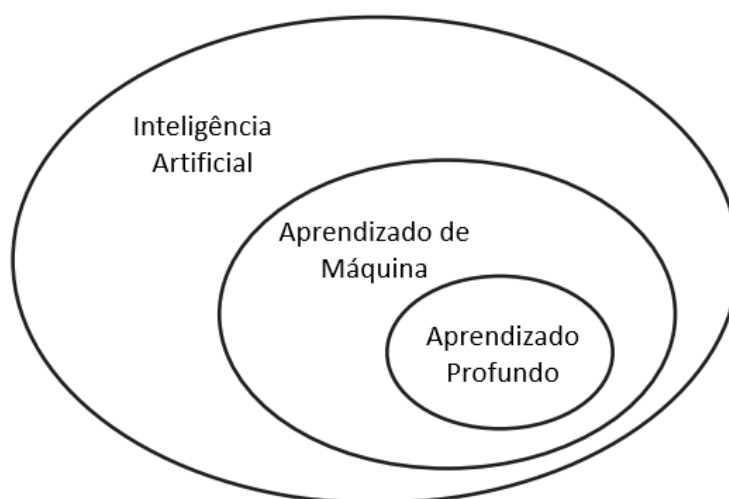 Inteligência
Artificial
Aprendizado de
Máquina
Aprendizado
Profundo